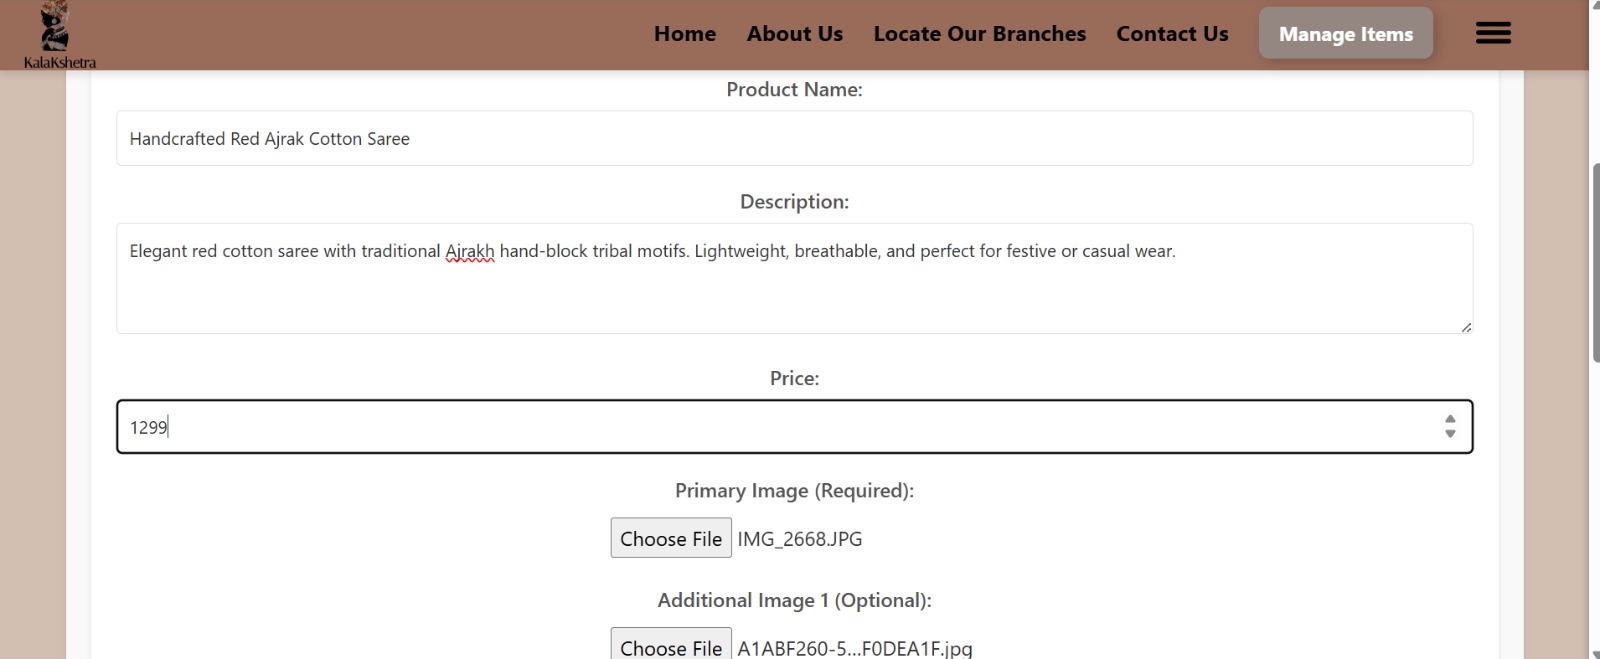 KalaKshetra
Home About Us Locate Our Branches Contact Us Manage Items
Product Name:
Handcrafted Red Ajrak Cotton Saree
Description:
Elegant red cotton saree with traditional Ajrakh hand-block tribal motifs. Lightweight, breathable, and perfect for festive or casual wear.
Price:
1299
Primary Image (Required):
Choose File IMG_2668.JPG
Additional Image 1 (Optional):
Choose File A1ABF260-5...F0DEA1F.jpg